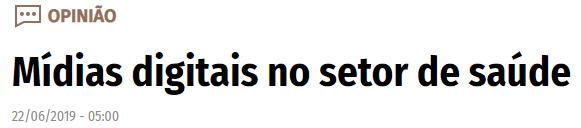 OPINIÃO
Mídias digitais no setor de saúde
22/06/2019 - 05:00